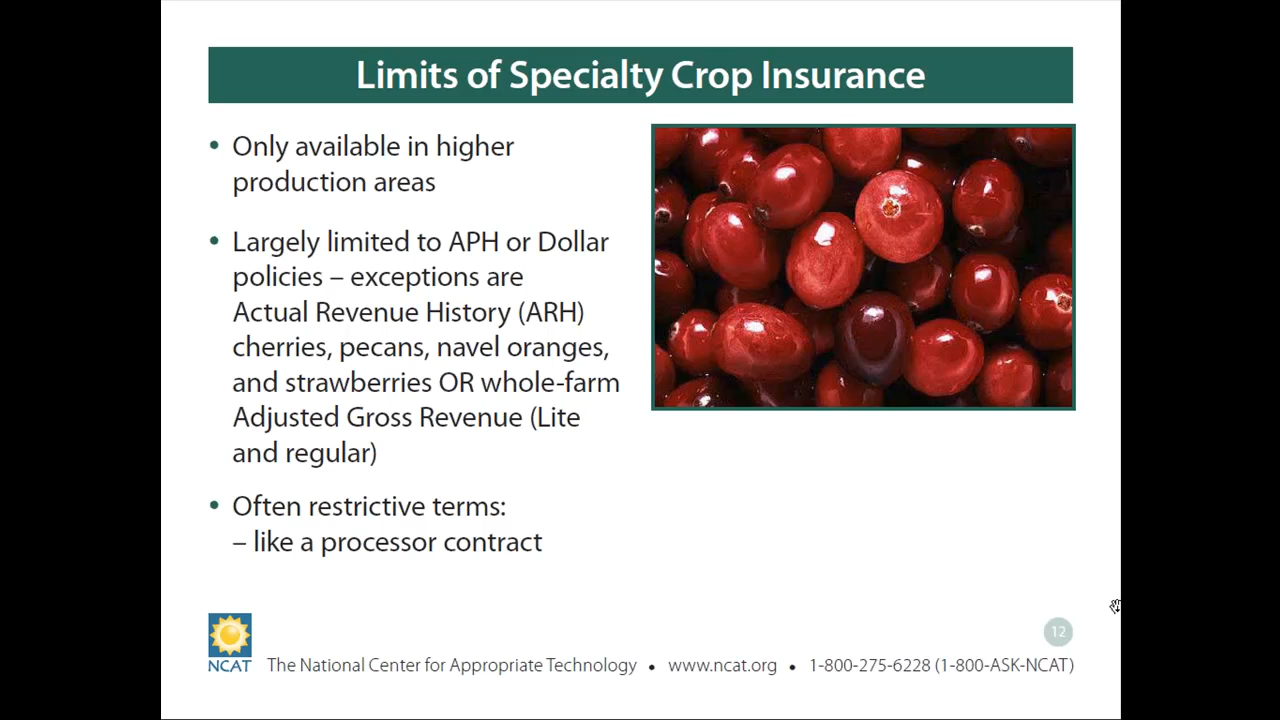 Limits of Specialty Crop Insurance
• Only available in higher
production areas
• Largely limited to APH or Dollar
policies – exceptions are
Actual Revenue History (ARH)
cherries, pecans, navel oranges,
and strawberries OR whole-farm
Adjusted Gross Revenue (Lite
and regular)
• Often restrictive terms:
– like a processor contract
12
NCAT
The National Center for Appropriate Technology • www.ncat.org • 1-800-275-6228 (1-800-ASK-NCAT)